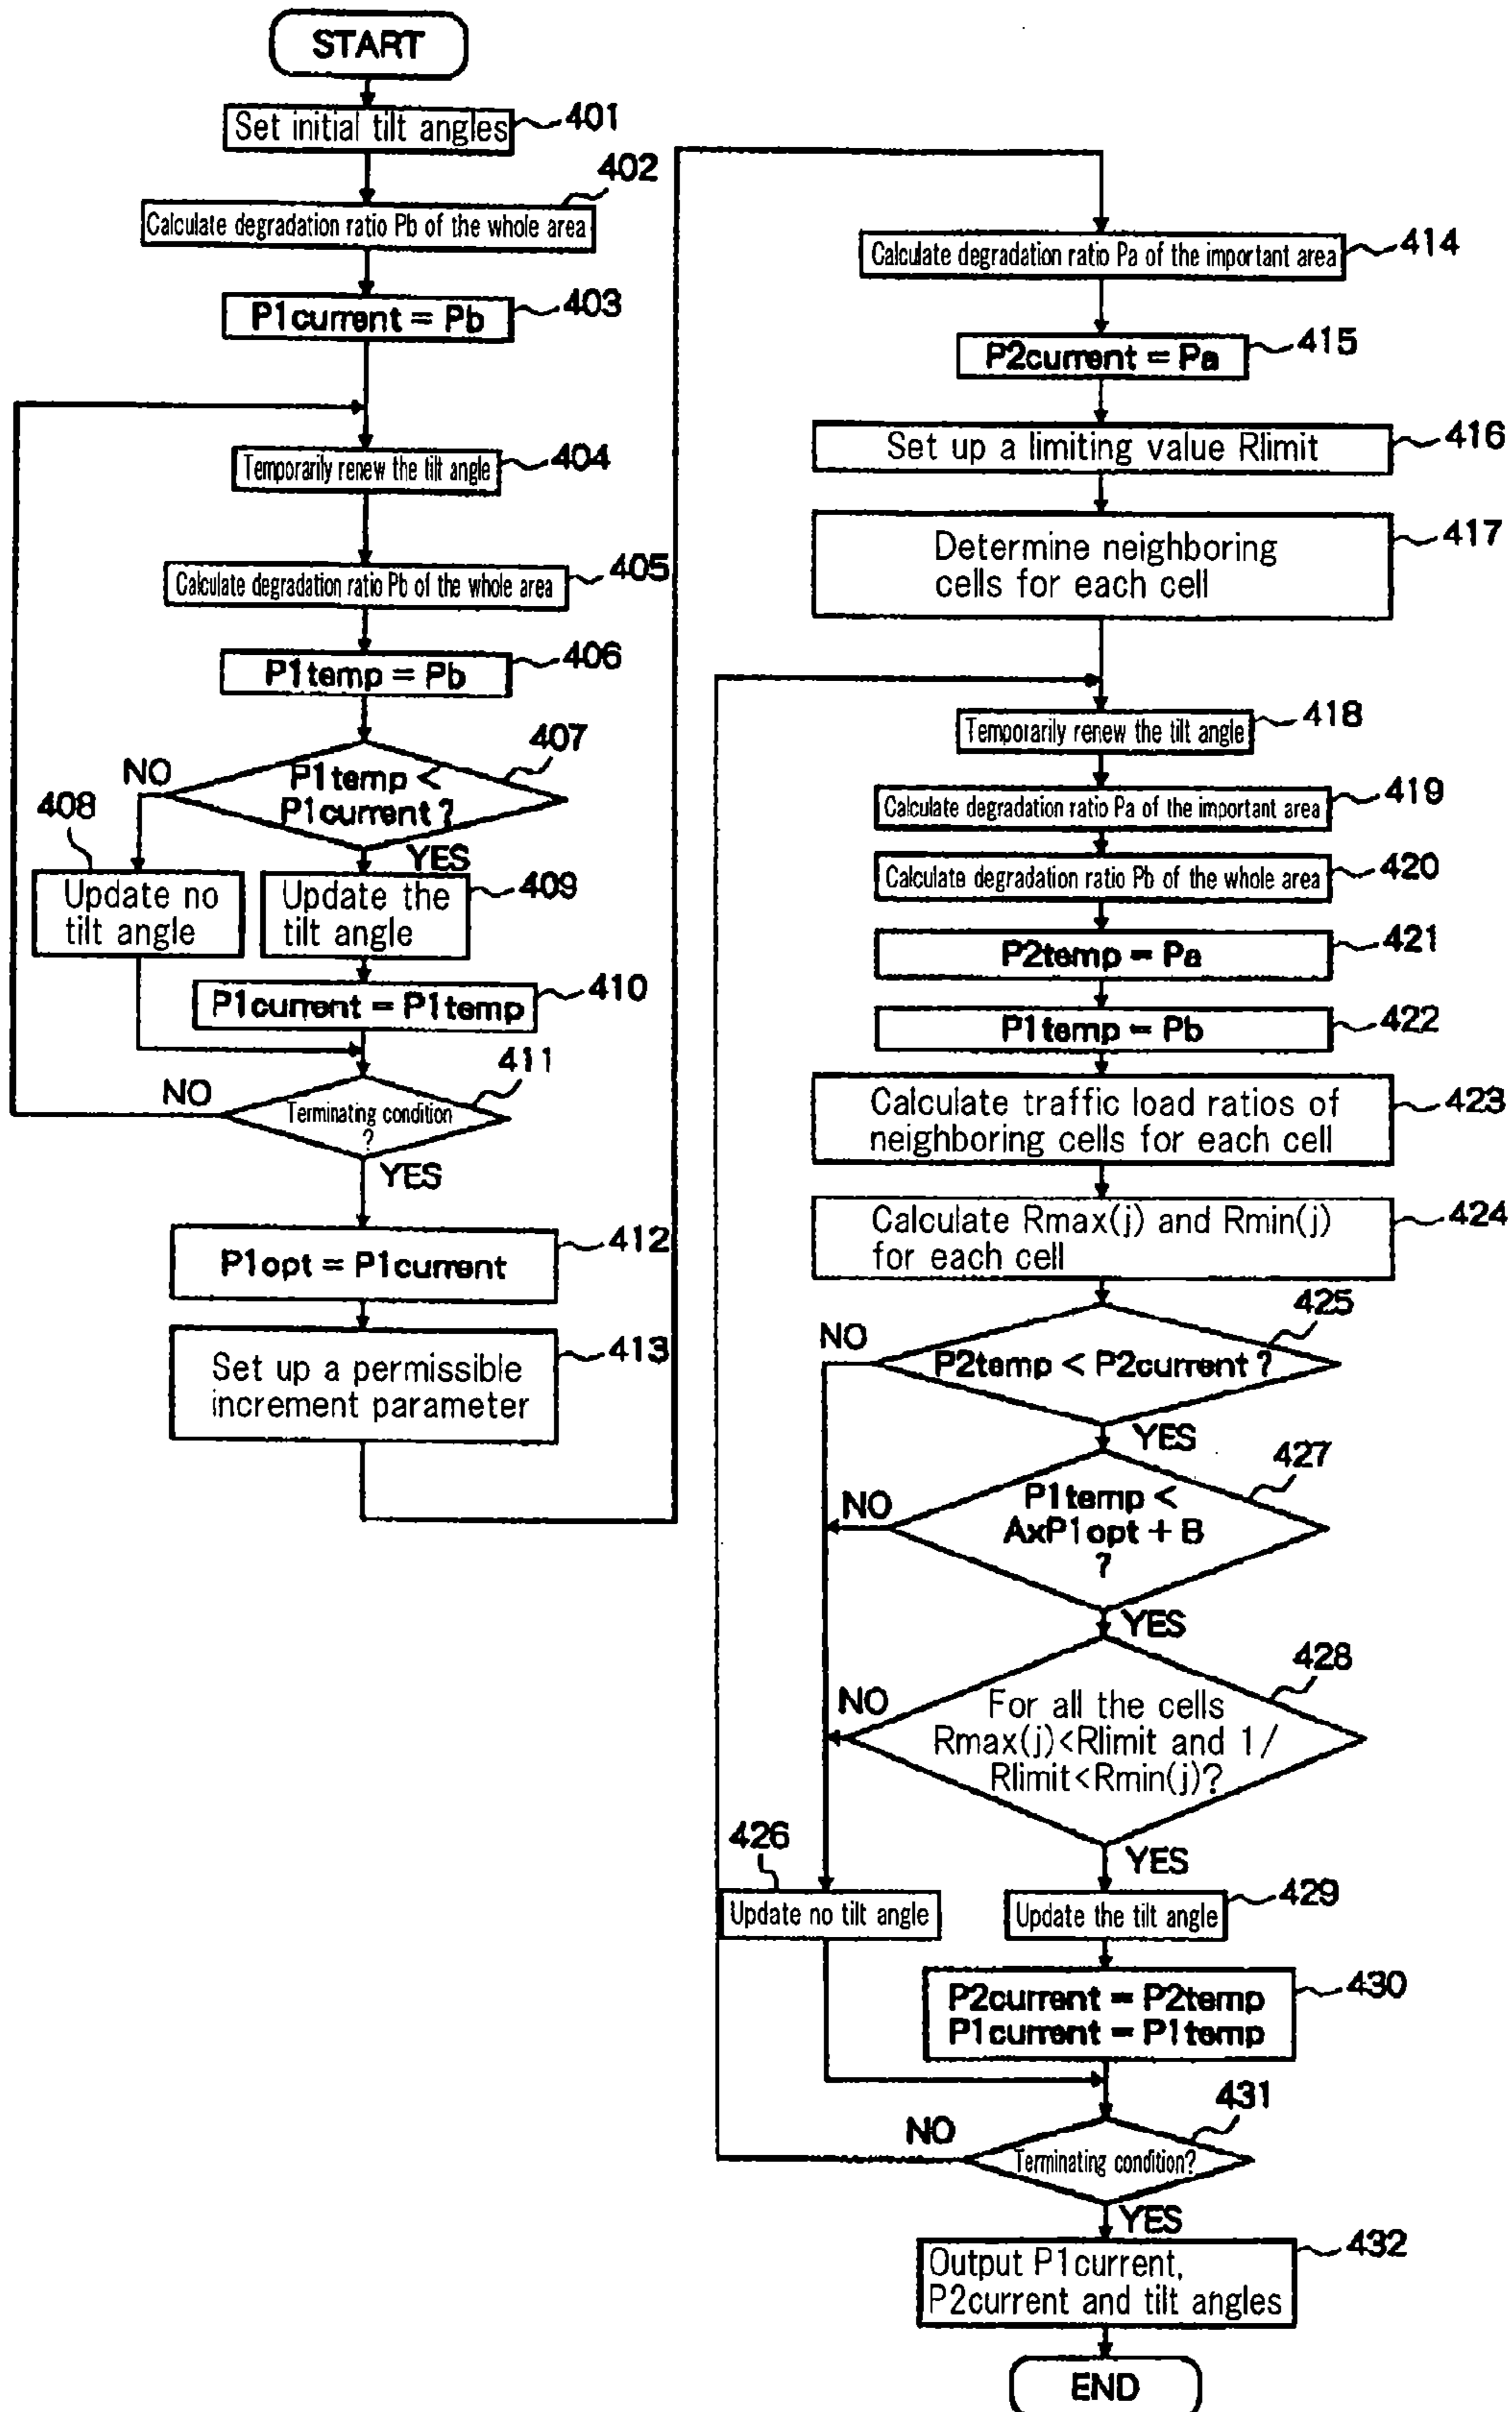 START
Set initial tilt angles
401
402
Calculate degradation ratio Pb of the whole area
P1current = Pb
403
Temporarily renew the tilt angle
404
Calculate degradation ratio Pb of the whole area
405
P1temp = Pb
406
407
P1temp <
P1current ?
NO
YES
408
Update no
tilt angle
Update the
tilt angle
409
P1current = P1temp
410
411
Terminating condition
?
NO
YES
P1opt = P1current
412
Set up a permissible
increment parameter
413
Calculate degradation ratio Pa of the important area
414
P2current = Pa
415
Set up a limiting value Rlimit
416
Determine neighboring
cells for each cell
417
Temporarily renew the tilt angle
418
Calculate degradation ratio Pa of the important area
419
Calculate degradation ratio Pb of the whole area
420
P2temp = Pa
421
P1temp = Pb
422
Calculate traffic load ratios of
neighboring cells for each cell
423
Calculate Rmax(j) and Rmin(j)
for each cell
424
425
P2temp < P2current ?
NO
YES
427
P1temp <
AxP1opt + B
?
NO
YES
428
For all the cells
Rmax(j)<Rlimit and 1/
Rlimit<Rmin(j)?
NO
YES
426
Update no tilt angle
Update the tilt angle
429
P2current = P2temp
P1current = P1temp
430
431
Terminating condition?
NO
YES
Output P1current,
P2current and tilt angles
432
END